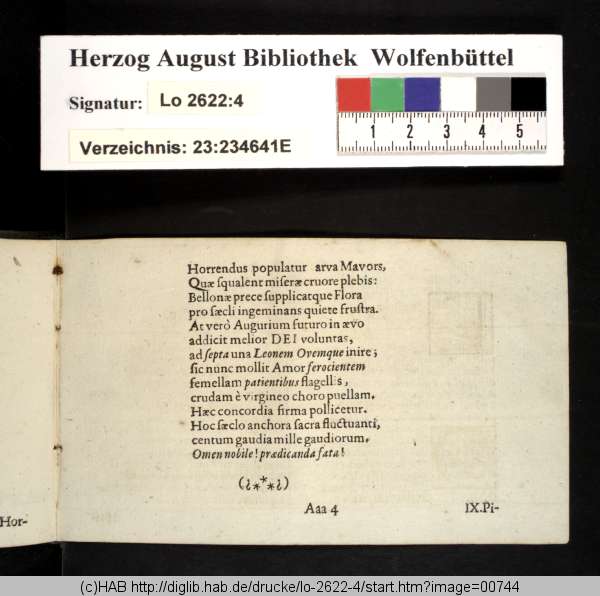 Herzog August Bibliothek Wolfenbüttel
Signatur: Lo 2622:4
Verzeichnis: 23:234641E
1 2 3 4 5
Horrendus populatur arva Mavors,
Quæ ſqualent miſeræ cruore plebis:
Bellonæ prece ſupplicatque Flora
pro ſæcli ingeminans quiete fruſtra.
At verò Augurium futuro in ævo
addicit melior DEI voluntas,
ad ſepta una Leonem Ovemque inire;
ſic nunc mollit Amor ferocientem
femellam patientibus flagellis,
crudam è virgineo choro puellam.
Hæc concordia firma pollicetur.
Hoc ſæclo anchora ſacra fluctuanti,
centum gaudia mille gaudiorum.
Omen nobile! prædicanda fata!
(¿***¿)
Aaa 4 IX.Pi-
Hor-
(c)HAB http://diglib.hab.de/drucke/lo-2622-4/start.htm?image=00744